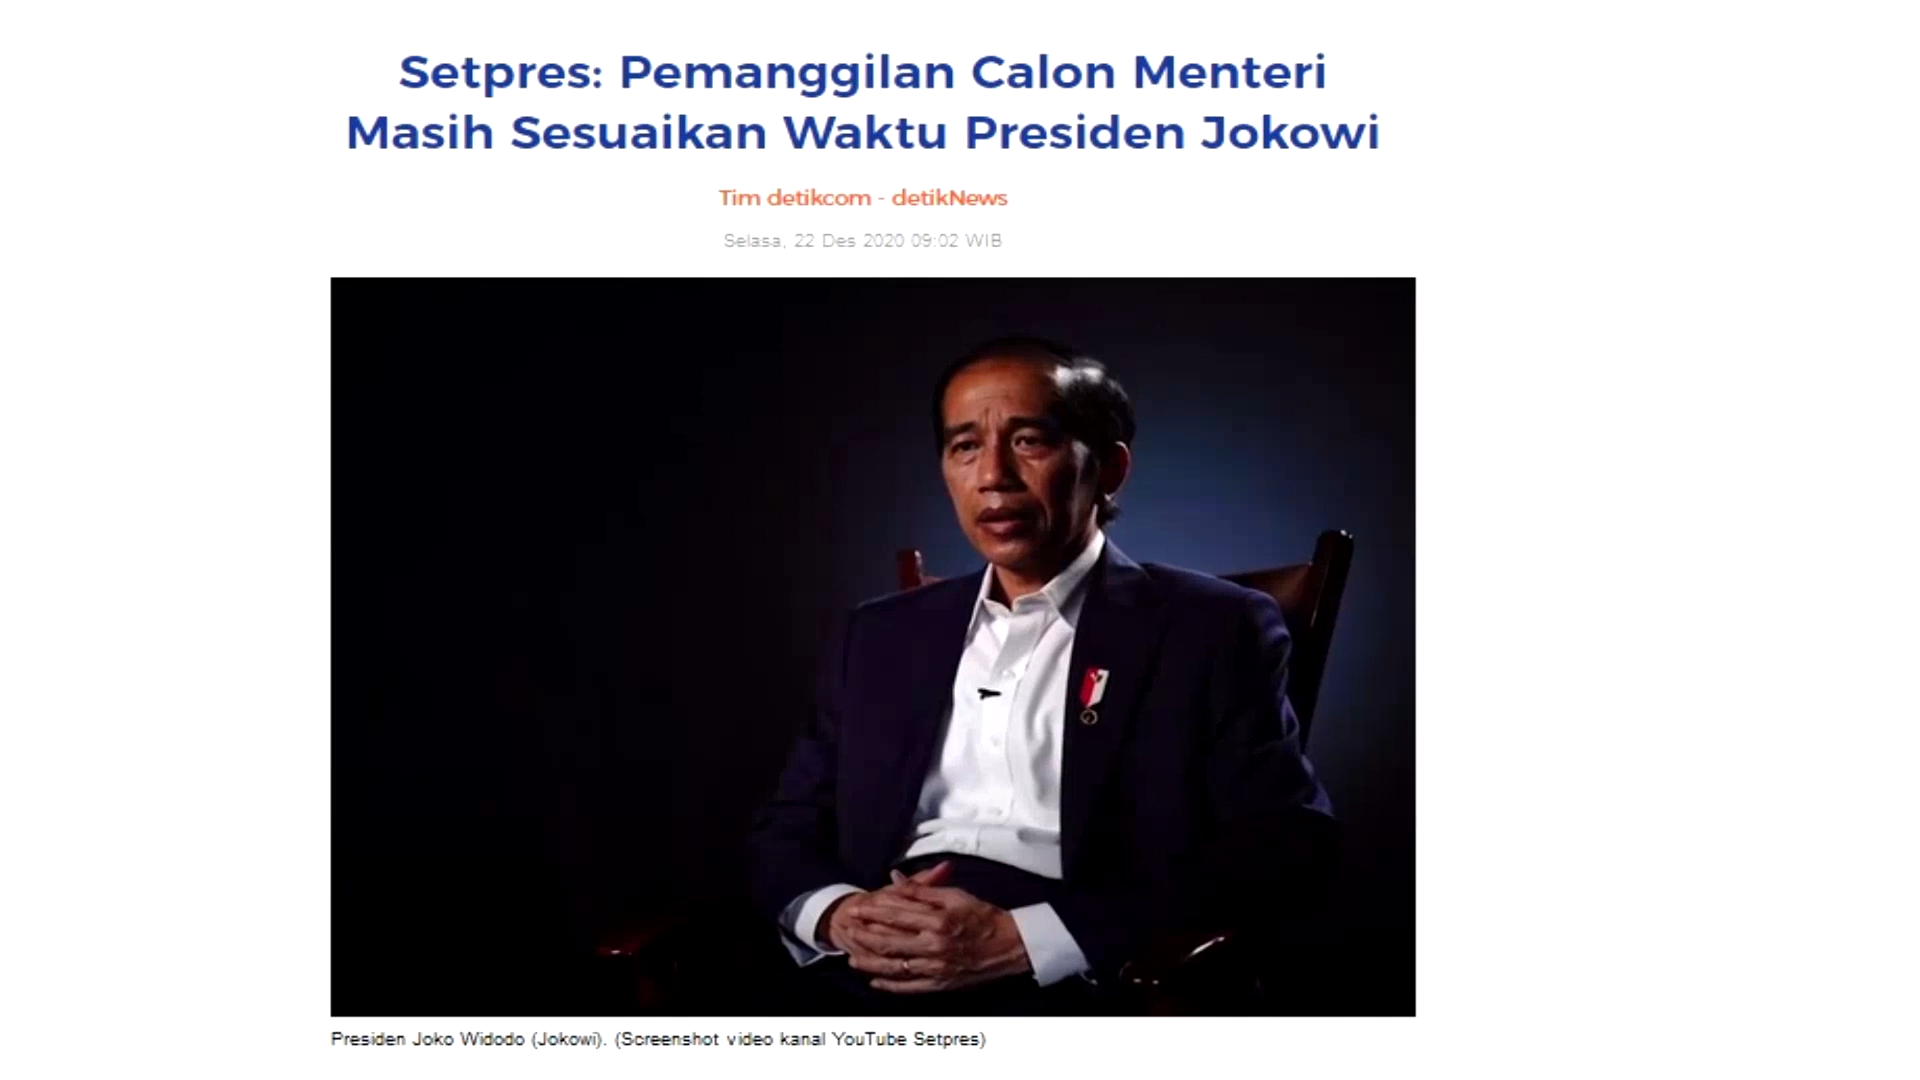 Setpres: Pemanggilan Calon Menteri
Masih Sesuaikan Waktu Presiden Jokowi
Tim detikcom - detikNews
Selasa, 22 Des 2020 09:02 WIB
Presiden Joko Widodo (Jokowi). (Screenshot video kanal YouTube Setpres)